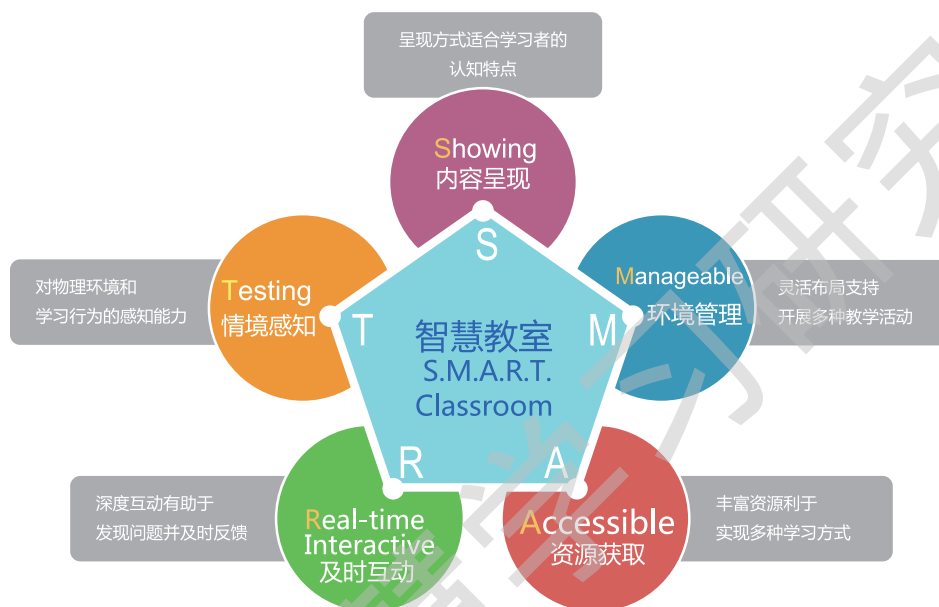 呈现方式适合学习者的
认知特点
Showing
内容呈现
S
对物理环境和
学习行为的感知能力
Testing
情境感知
T
智慧教室
S.M.A.R.T.
Classroom
M
Manageable
环境管理
灵活布局支持
开展多种教学活动
R
A
深度互动有助于
发现问题并及时反馈
Real-time
Interactive
及时互动
Accessible
资源获取
丰富资源利于
实现多种学习方式
慧学习研究